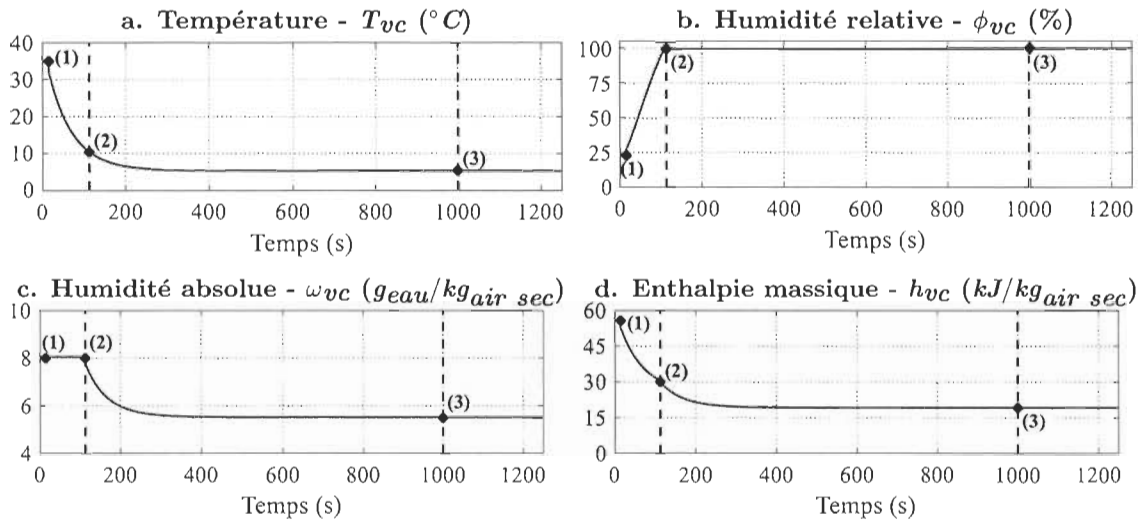 a. Température - Tvc (°C)
40
30
20
10
0
(1)
(2)
(3)
0 200 400 600 800 1000 1200
Temps (s)
b. Humidité relative - ϕvc (%)
100
75
50
25
0
(1)
(2)
(3)
0 200 400 600 800 1000 1200
Temps (s)
c. Humidité absolue - ωvc (geau/kgair sec)
10
8
6
4
(1)
(2)
(3)
0 200 400 600 800 1000 1200
Temps (s)
d. Enthalpie massique - hvc (kJ/kgair sec)
60
45
30
15
0
(1)
(2)
(3)
0 200 400 600 800 1000 1200
Temps (s)